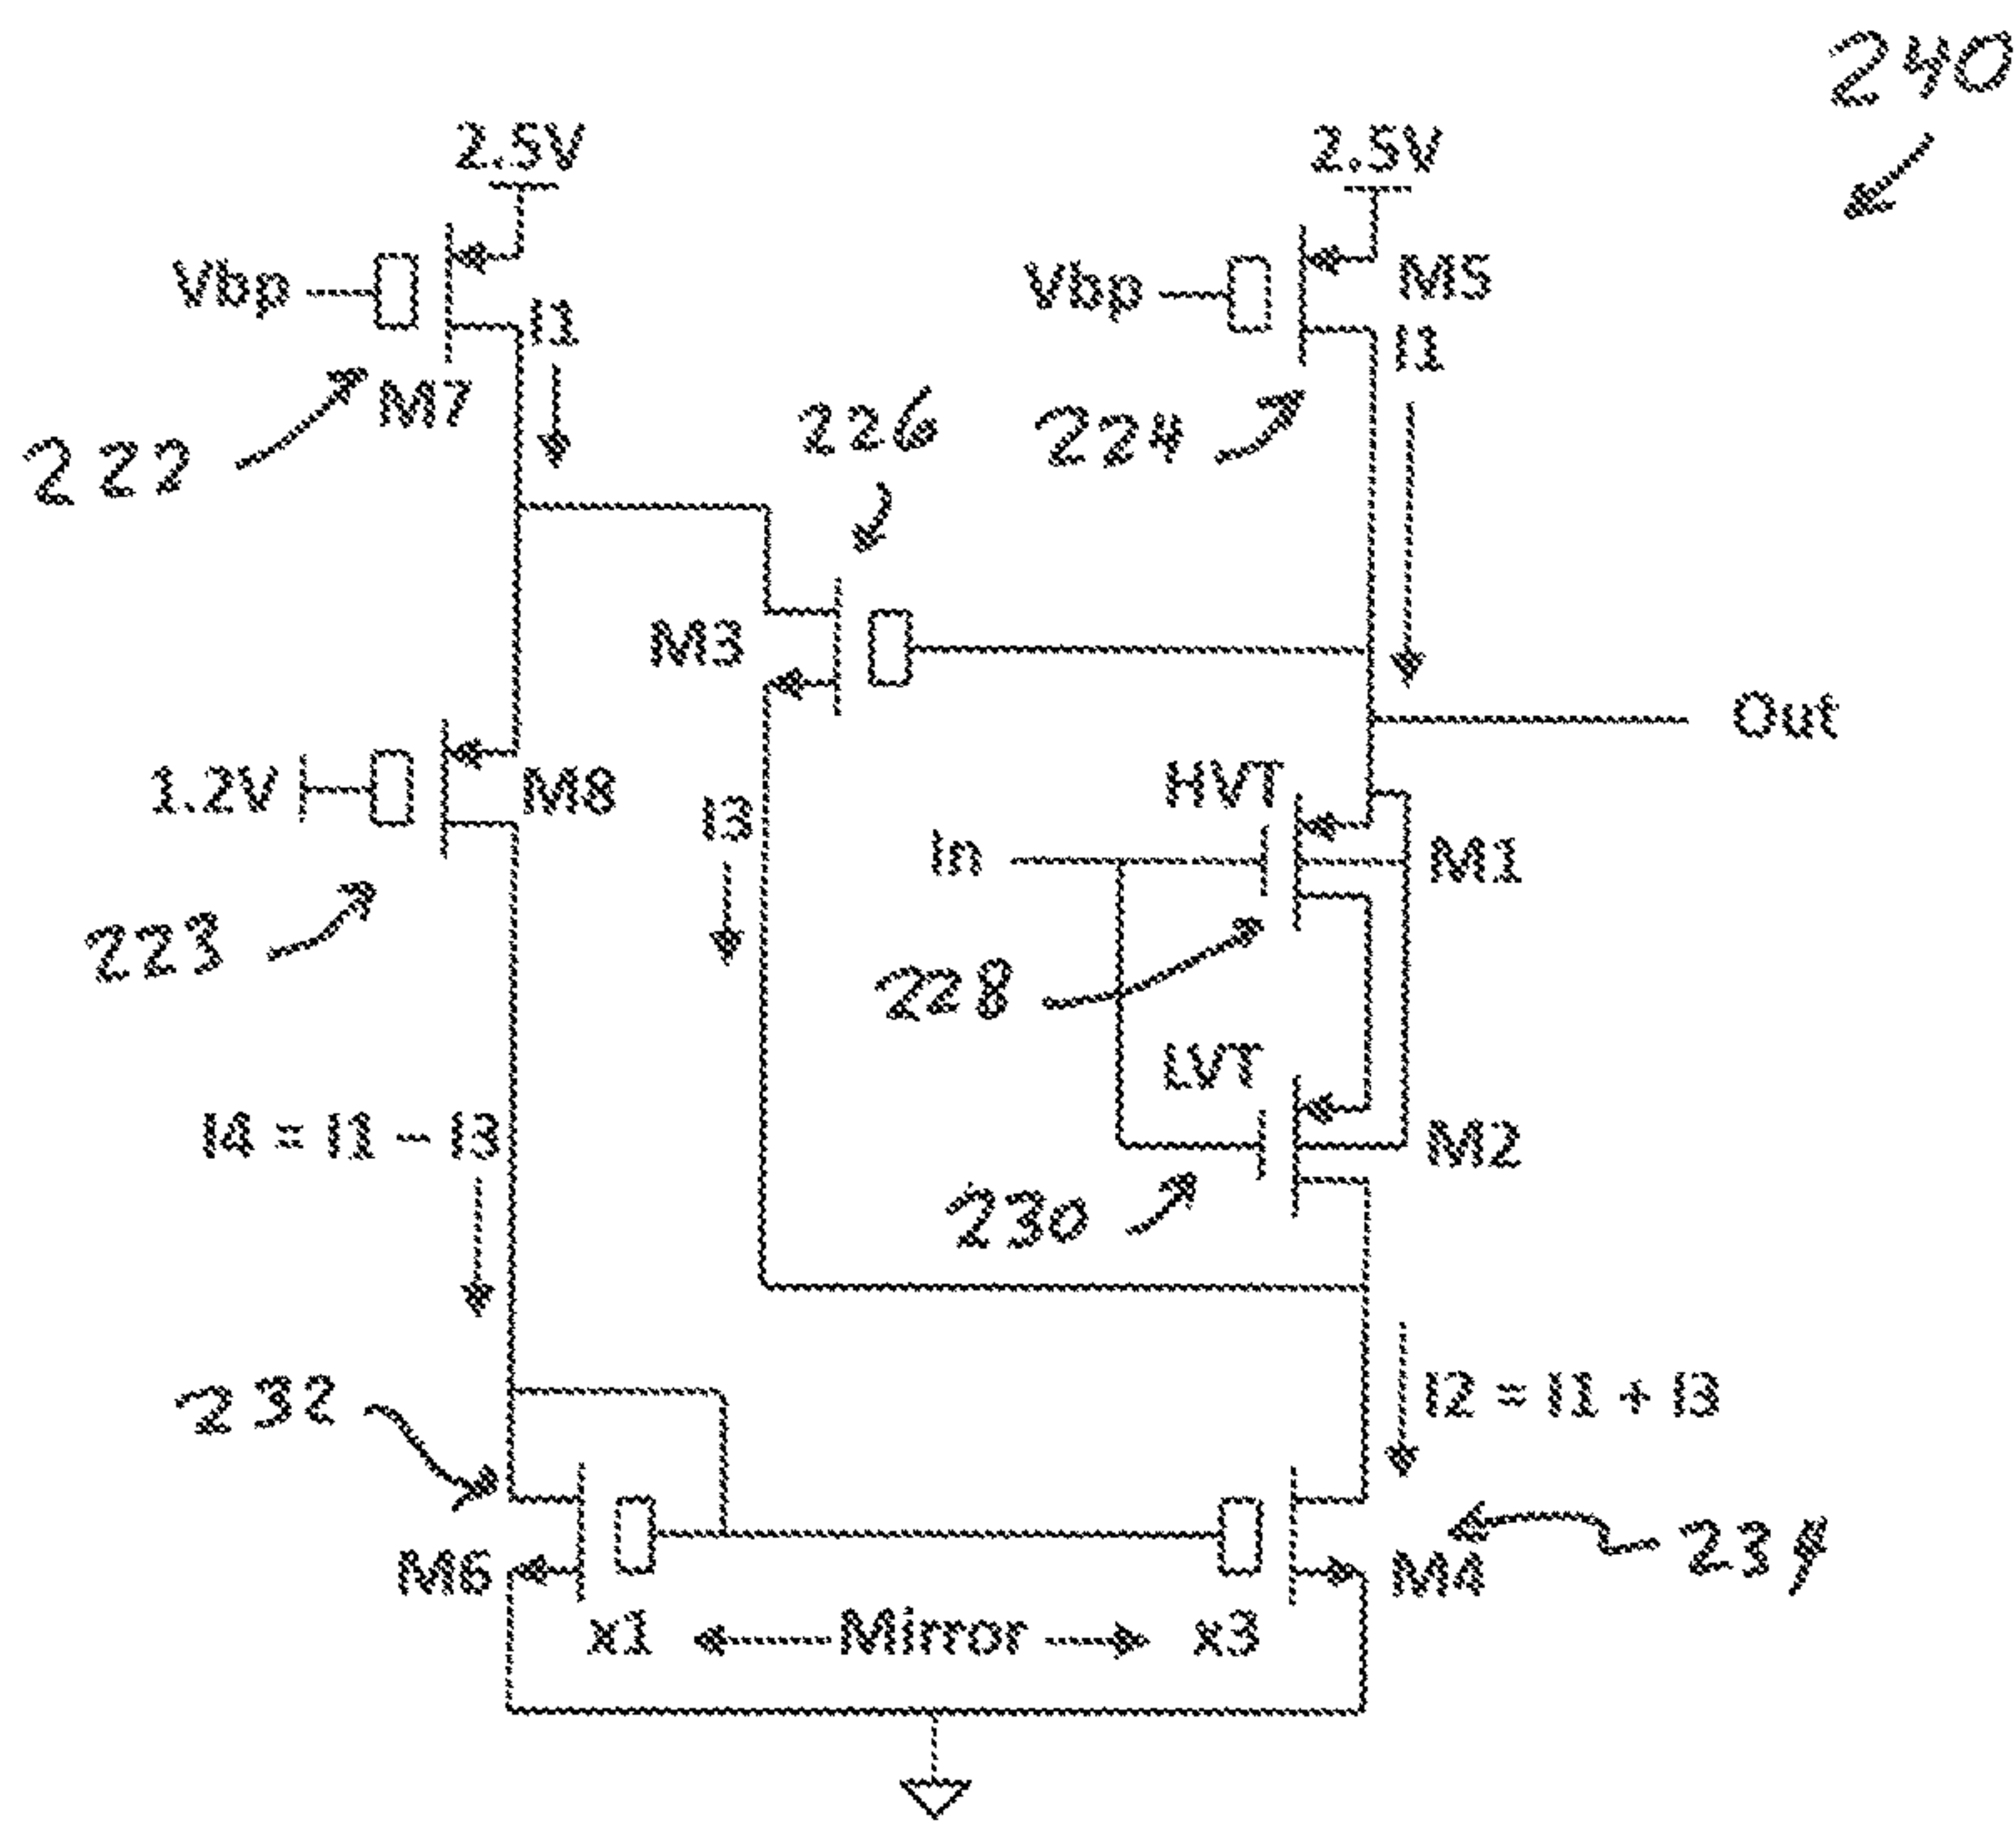 240
2.5V
2.5V
Vbp
Vbp
M5
I1
I1
M7
226
224
222
M3
Out
HVT
1.2V
M8
I3
In
M1
223
228
LVT
I4 = I1 – I3
M2
230
232
I2 = I1 + I3
M6
M4
234
x1
Mirror
x3